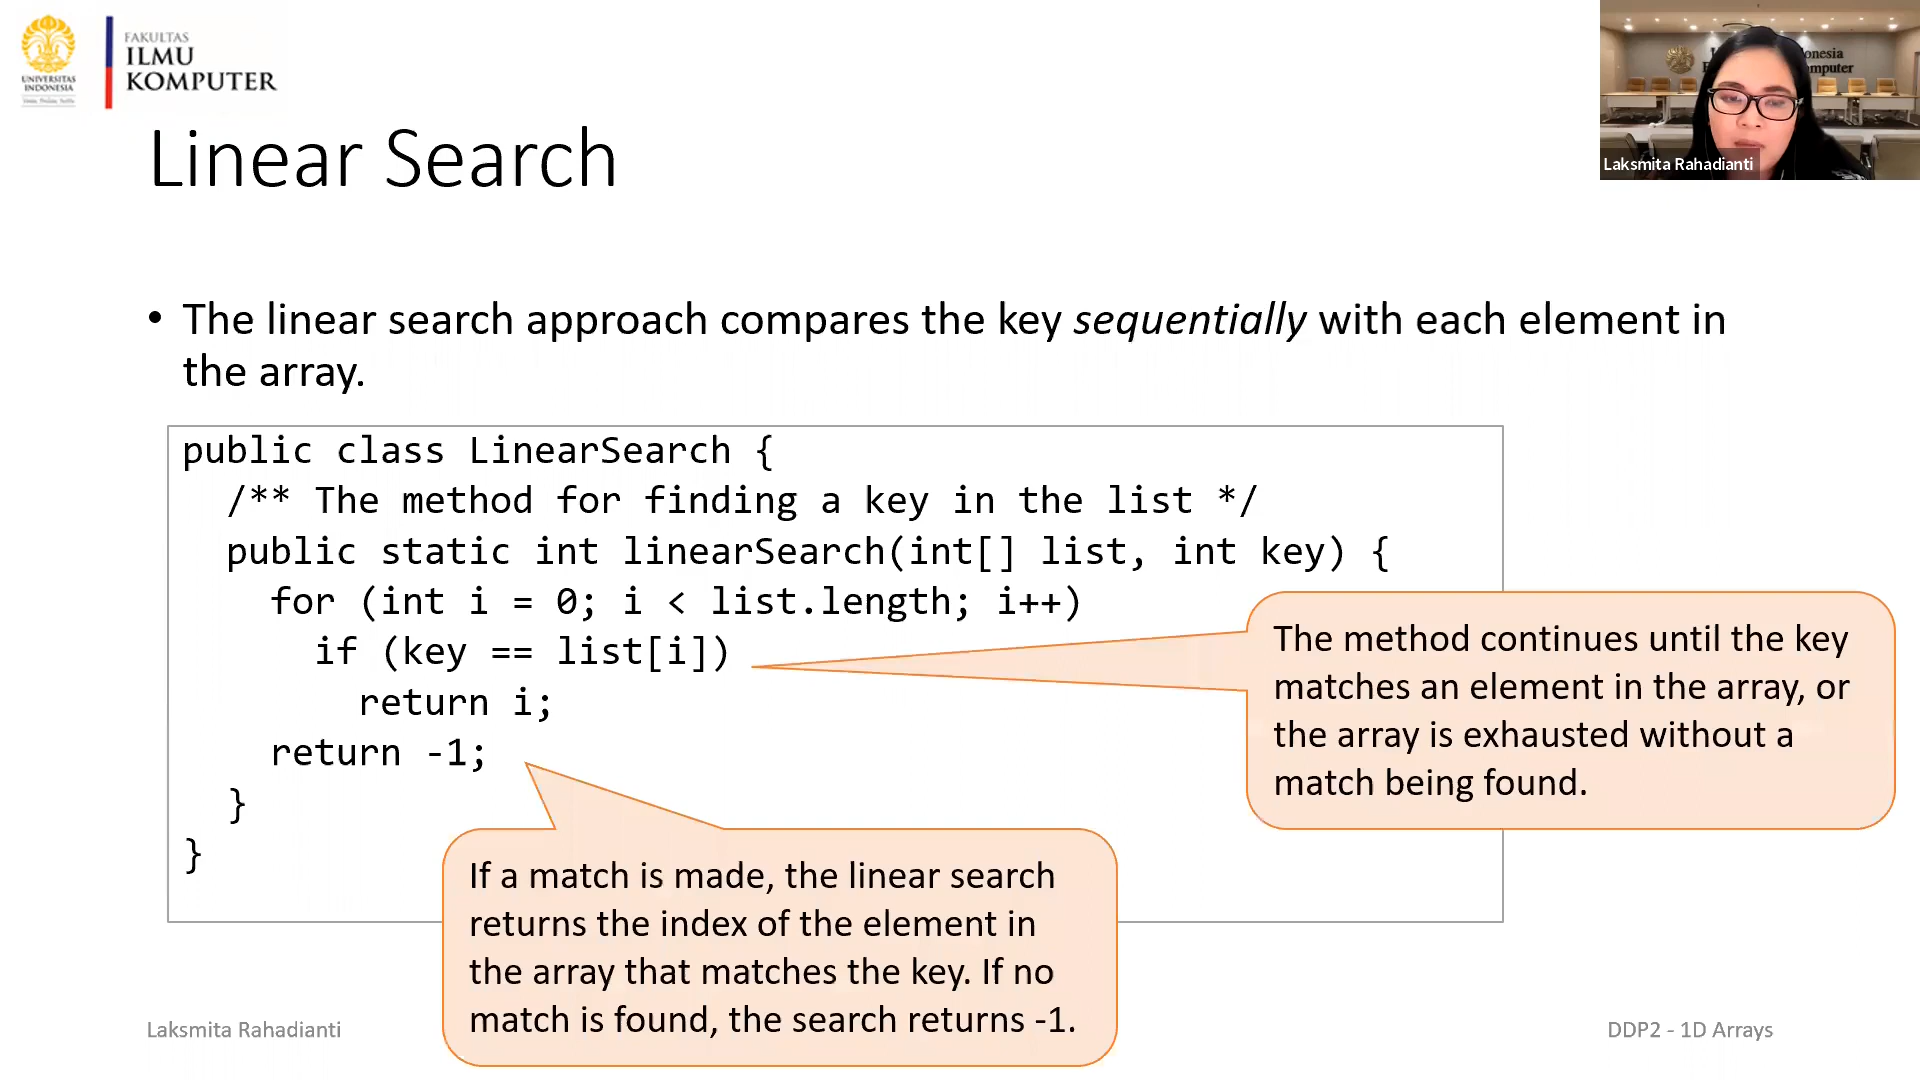 UNIVERSITAS
INDONESIA
FAKULTAS
ILMU
KOMPUTER
Linear Search
onesia
mputer
Laksmita Rahadianti
• The linear search approach compares the key sequentially with each element in
the array.
public class LinearSearch {
/** The method for finding a key in the list */
public static int linearSearch(int[] list, int key) {
for (int i = 0; i < list.length; i++)
if (key == list[i])
return i;
return -1;
}
}
The method continues until the key
matches an element in the array, or
the array is exhausted without a
match being found.
If a match is made, the linear search
returns the index of the element in
the array that matches the key. If no
match is found, the search returns -1.
Laksmita Rahadianti
DDP2 - 1D Arrays